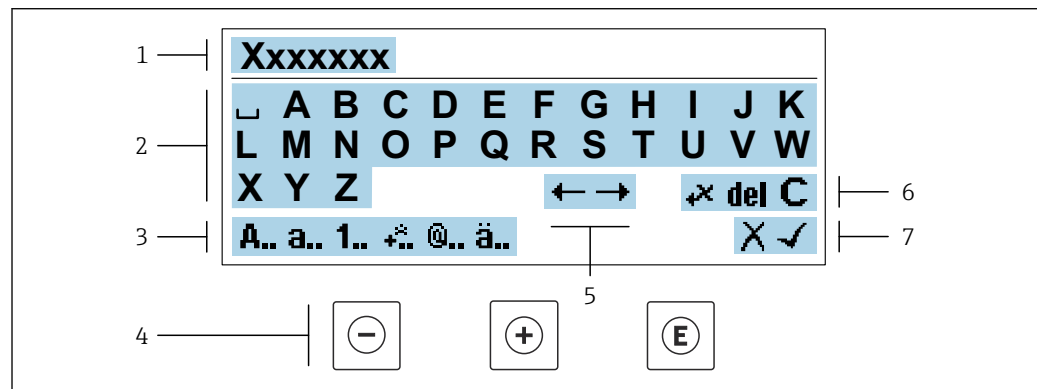 1 Xxxxxxx
␣ A B C D E F G H I J K
2 L M N O P Q R S T U V W
X Y Z ← → +× del C 6
3 A.. a.. 1.. +×.. @.. ä.. X ✓ 7
5
4 − + E